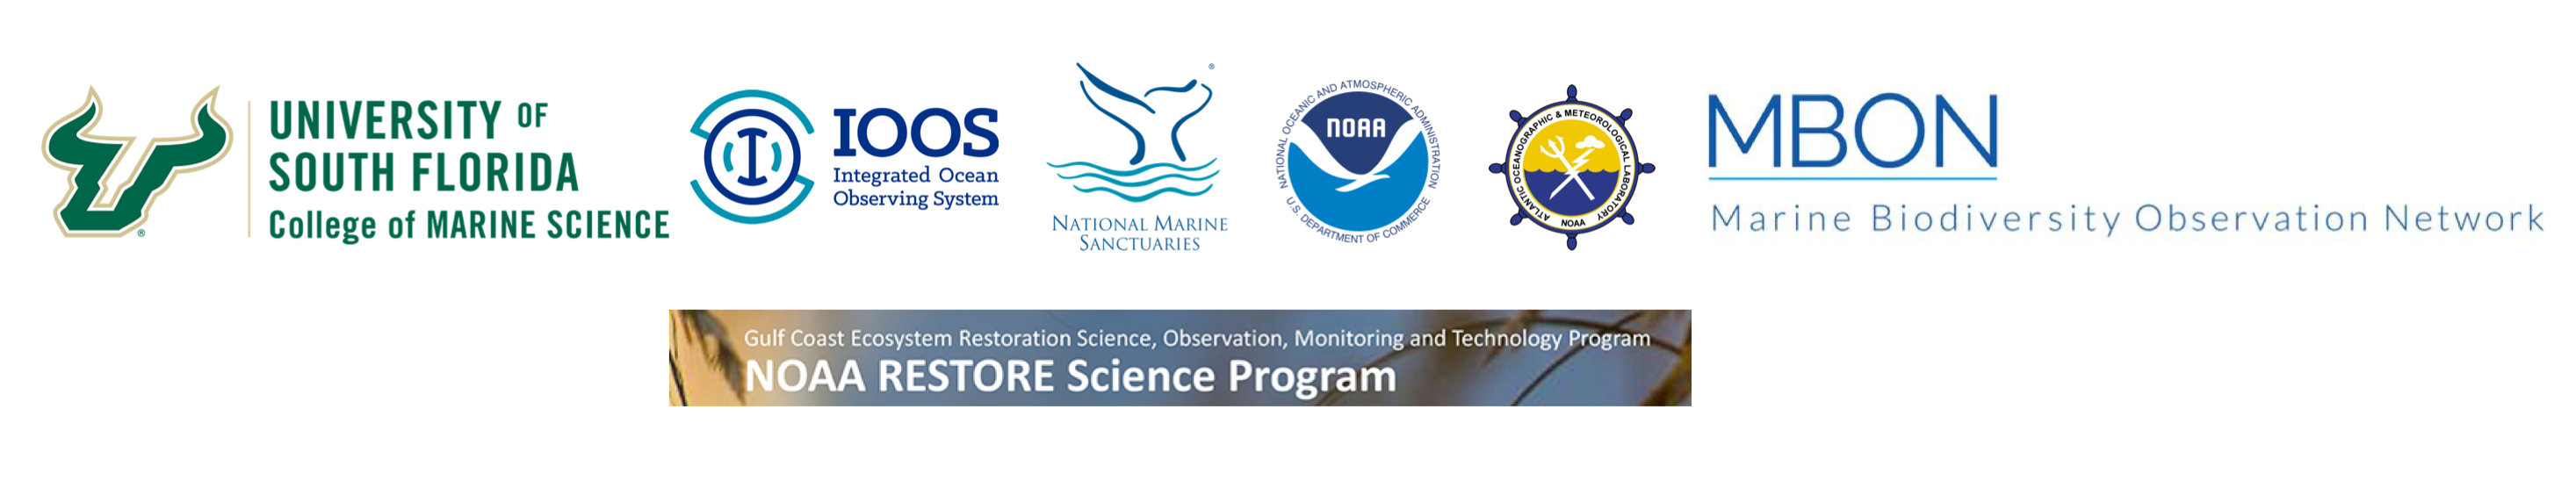 UNIVERSITY OF
SOUTH FLORIDA
College of MARINE SCIENCE
®
IOOS
Integrated Ocean
Observing System
®
NATIONAL MARINE
SANCTUARIES
NATIONAL OCEANIC AND ATMOSPHERIC ADMINISTRATION
NOAA
U.S. DEPARTMENT OF COMMERCE
ATLANTIC OCEANOGRAPHIC & METEOROLOGICAL LABORATORY
NOAA
MBON
Marine Biodiversity Observation Network
Gulf Coast Ecosystem Restoration Science, Observation, Monitoring and Technology Program
NOAA RESTORE Science Program